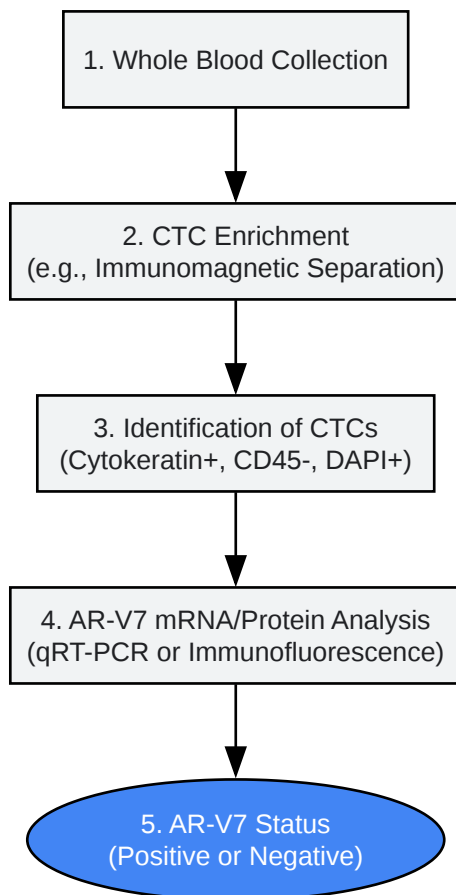 1. Whole Blood Collection
2. CTC Enrichment
(e.g., Immunomagnetic Separation)
3. Identification of CTCs
(Cytokeratin+, CD45-, DAPI+)
4. AR-V7 mRNA/Protein Analysis
(qRT-PCR or Immunofluorescence)
5. AR-V7 Status
(Positive or Negative)